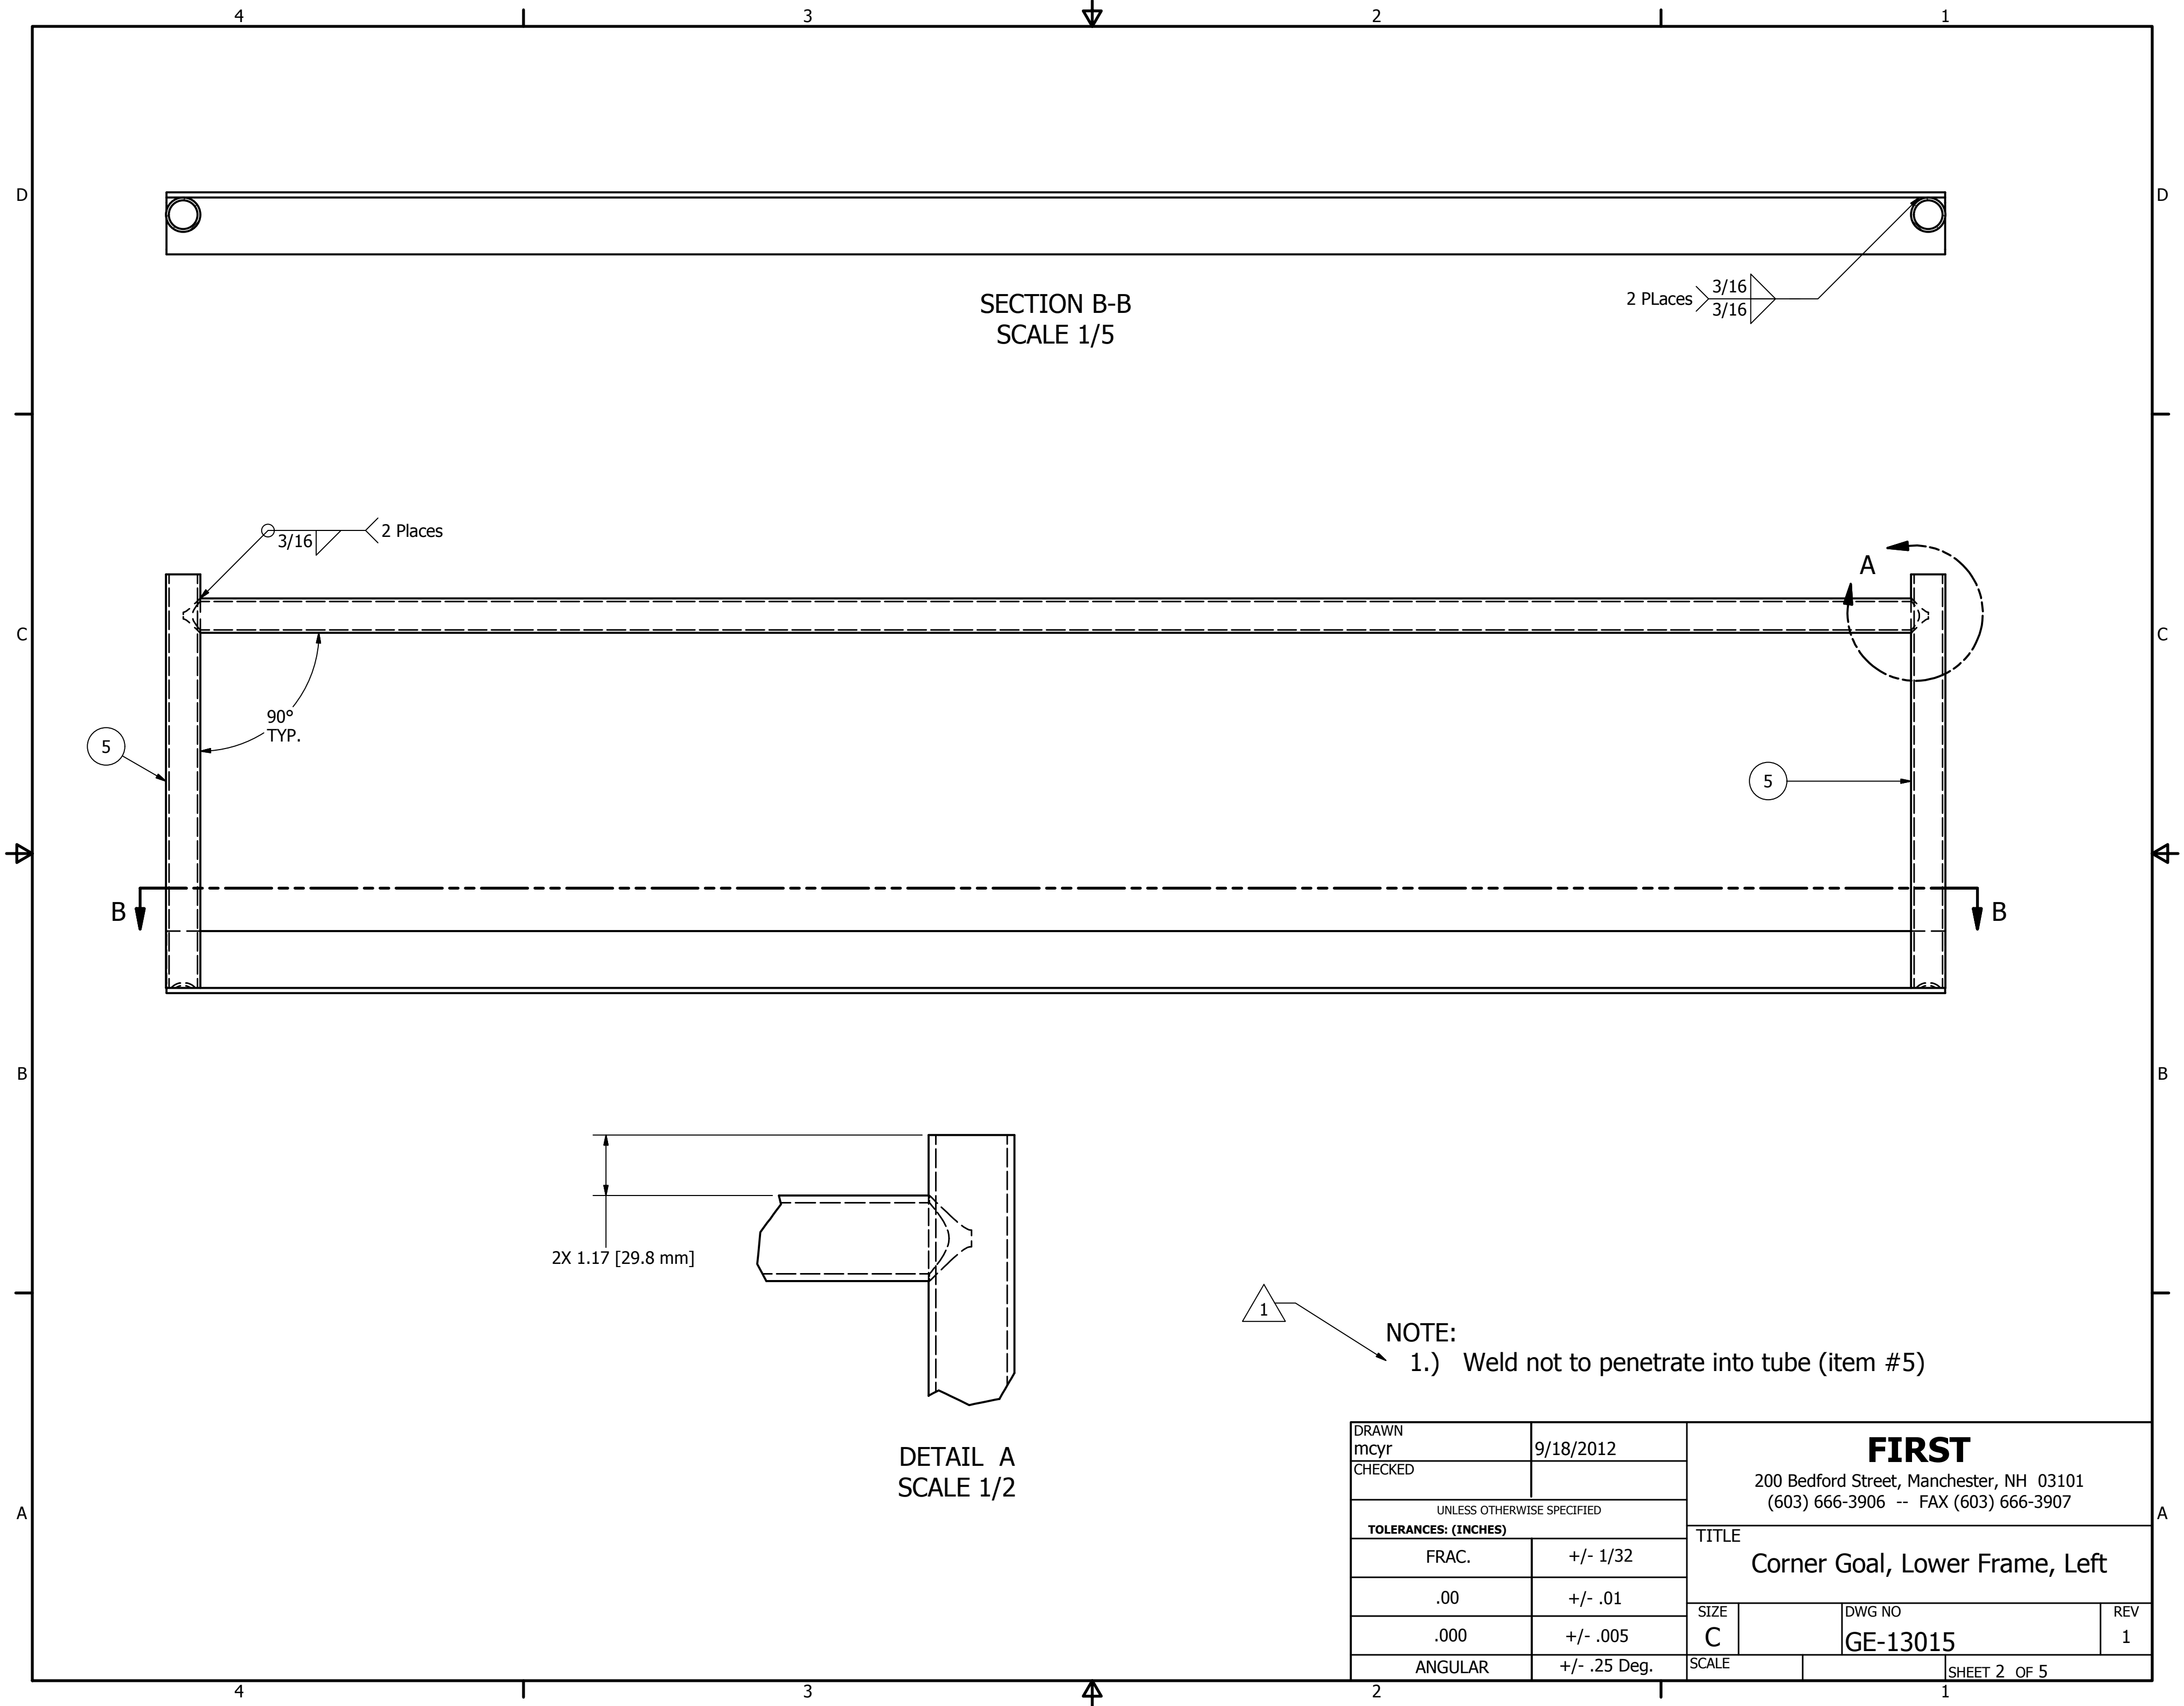 4 3 2 1
D D
SECTION B-B
SCALE 1/5
2 PLaces 3/16
3/16
3/16 2 Places
A
C C
90°
TYP.
5
5
B B
B B
2X 1.17 [29.8 mm]
1
NOTE:
1.) Weld not to penetrate into tube (item #5)
DETAIL A
SCALE 1/2
A A
DRAWN
mcyr 9/18/2012
CHECKED
UNLESS OTHERWISE SPECIFIED
TOLERANCES: (INCHES)
FRAC. +/- 1/32
.00 +/- .01
.000 +/- .005
ANGULAR +/- .25 Deg.
FIRST
200 Bedford Street, Manchester, NH 03101
(603) 666-3906 -- FAX (603) 666-3907
TITLE
Corner Goal, Lower Frame, Left
SIZE
C
DWG NO
GE-13015
REV
1
SCALE
SHEET 2 OF 5
4 3 2 1